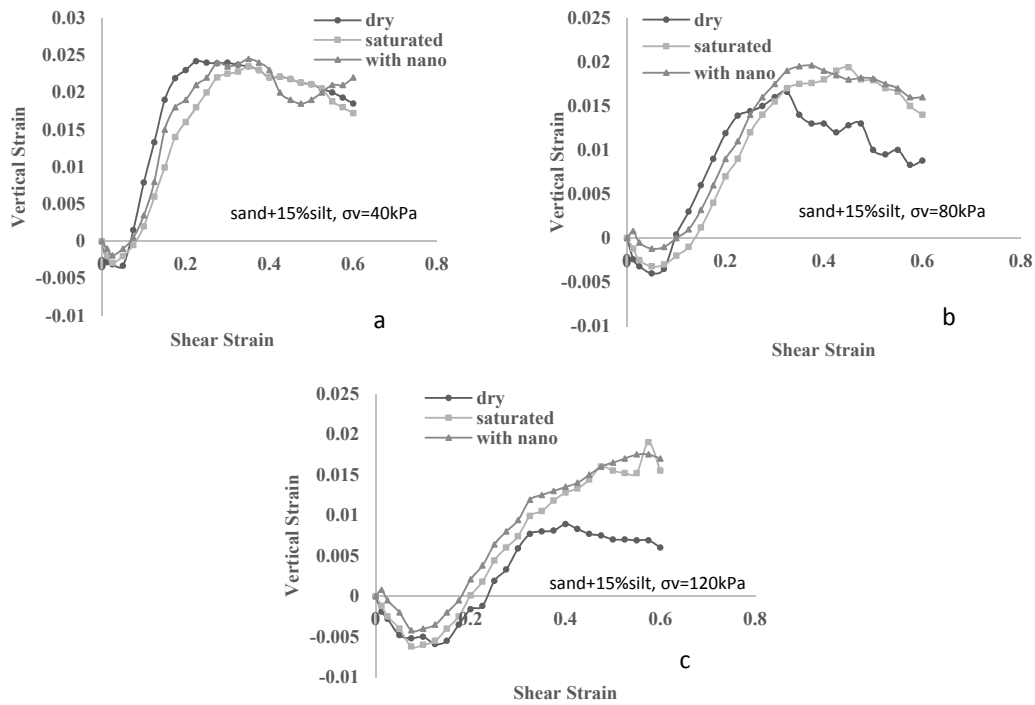 0.03
0.025
0.02
0.015
0.01
0.005
0
-0.005
-0.01
0
0.2
0.4
0.6
0.8
dry
saturated
with nano
Vertical Strain
Shear Strain
sand+15%silt, σv=40kPa
a
0.025
0.02
0.015
0.01
0.005
0
-0.005
-0.01
0
0.2
0.4
0.6
0.8
dry
saturated
with nano
Vertical Strain
Shear Strain
sand+15%silt, σv=80kPa
b
0.025
0.02
0.015
0.01
0.005
0
-0.005
-0.01
0
0.2
0.4
0.6
0.8
dry
saturated
with nano
Vertical Strain
Shear Strain
sand+15%silt, σv=120kPa
c